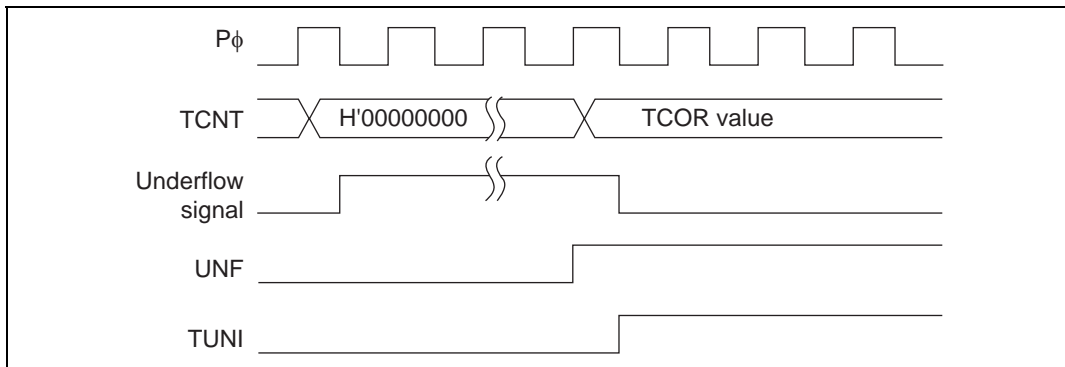 Pϕ
TCNT H'00000000 TCOR value
Underflow
signal
UNF
TUNI